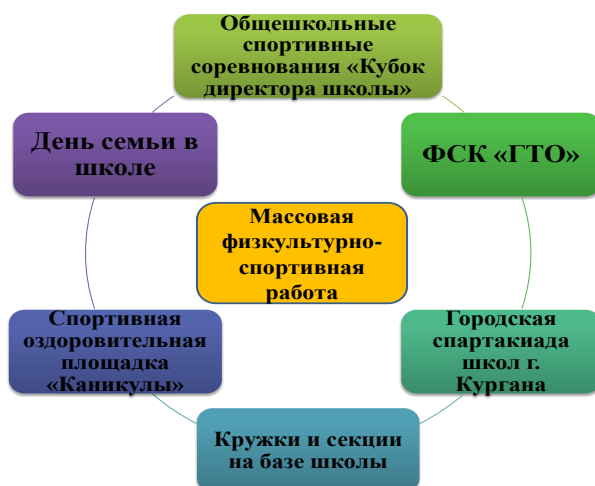 Общешкольные
спортивные
соревнования «Кубок
директора школы»
День семьи в
школе
ФСК «ГТО»
Массовая
физкультурно-
спортивная
работа
Спортивная
оздоровительная
площадка
«Каникулы»
Городская
спартакиада
школ г.
Кургана
Кружки и секции
на базе школы